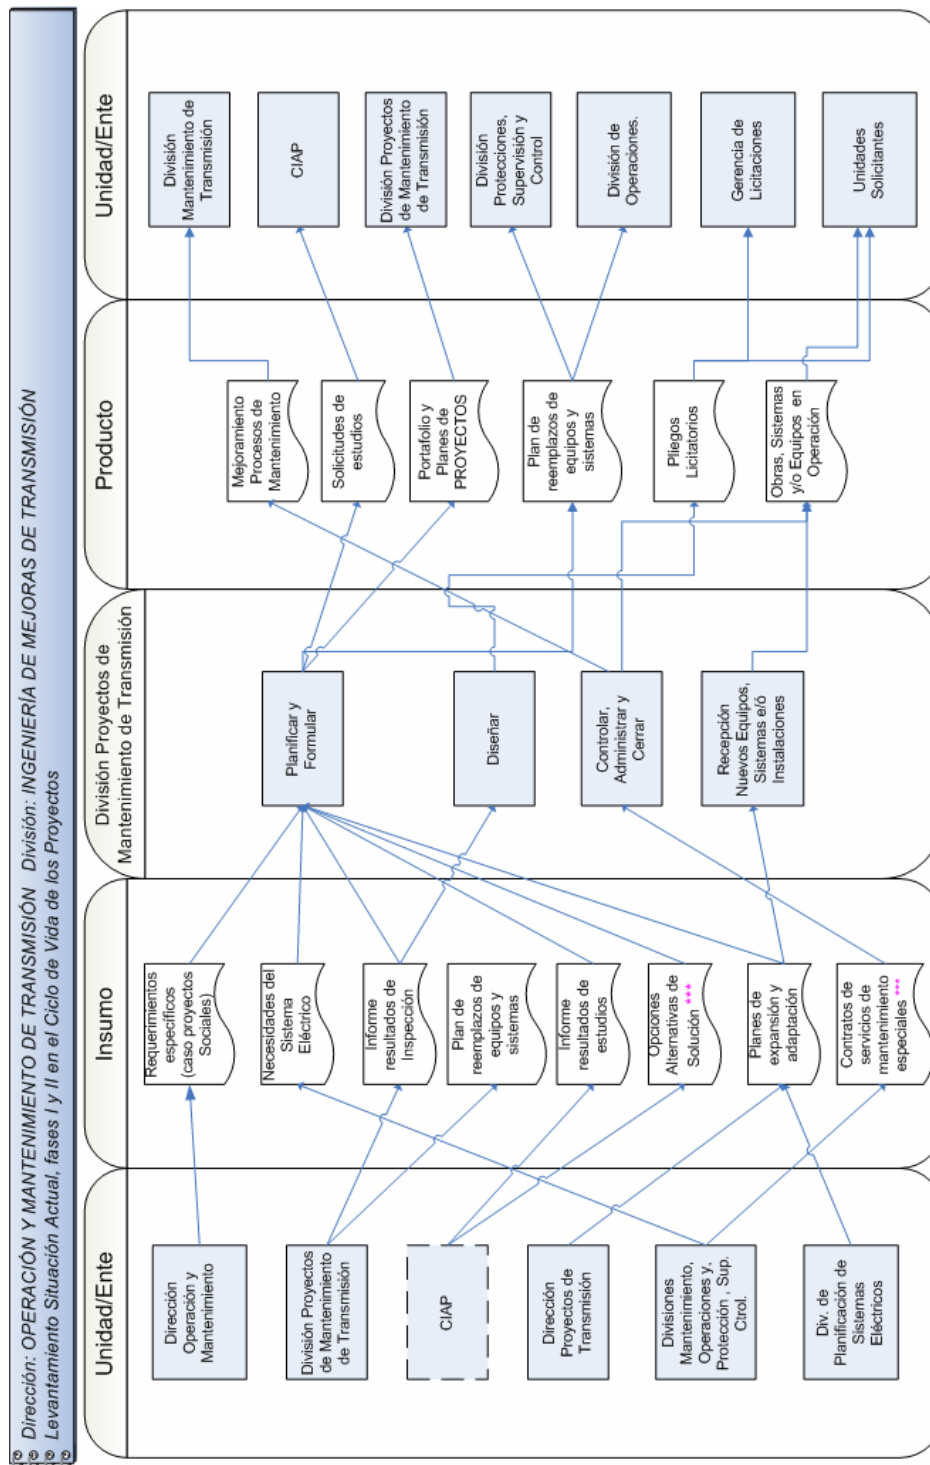 Dirección: OPERACIÓN Y MANTENIMIENTO DE TRANSMISIÓN División: INGENIERÍA DE MEJORAS DE TRANSMISIÓN
Levantamiento Situación Actual, fases I y II en el Ciclo de Vida de los Proyectos
Unidad/Ente
Dirección
Operación y
Mantenimiento
División Proyectos
de Mantenimiento
de Transmisión
CIAP
Dirección
Proyectos de
Transmisión
Divisiones
Mantenimiento,
Operaciones y,
Protección , Sup.
Ctrol.
Div. de
Planificación de
Sistemas
Eléctricos
Insumo
Requerimientos
específicos
(caso proyectos
Sociales)
Necesidades del
Sistema
Eléctrico
Informe
resultados de
Inspección
Plan de
reemplazos de
equipos y
sistemas
Informe
resultados de
estudios
Opciones
Alternativas de
Solución ***
Planes de
expansión y
adaptación
Contratos de
servicios de
mantenimiento
especiales ***
División Proyectos de
Mantenimiento de Transmisión
Planificar y
Formular
Diseñar
Controlar,
Administrar y
Cerrar
Recepción
Nuevos Equipos,
Sistemas e/ó
Instalaciones
Producto
Mejoramiento
Procesos de
Mantenimiento
Solicitudes de
estudios
Portafolio y
Planes de
PROYECTOS
Plan de
reemplazos de
equipos y
sistemas
Pliegos
Licitatorios
Obras, Sistemas
y/o Equipos en
Operación
Unidad/Ente
División
Mantenimiento de
Transmisión
CIAP
División Proyectos
de Mantenimiento
de Transmisión
División
Protecciones,
Supervisión y
Control
División de
Operaciones.
Gerencia de
Licitaciones
Unidades
Solicitantes